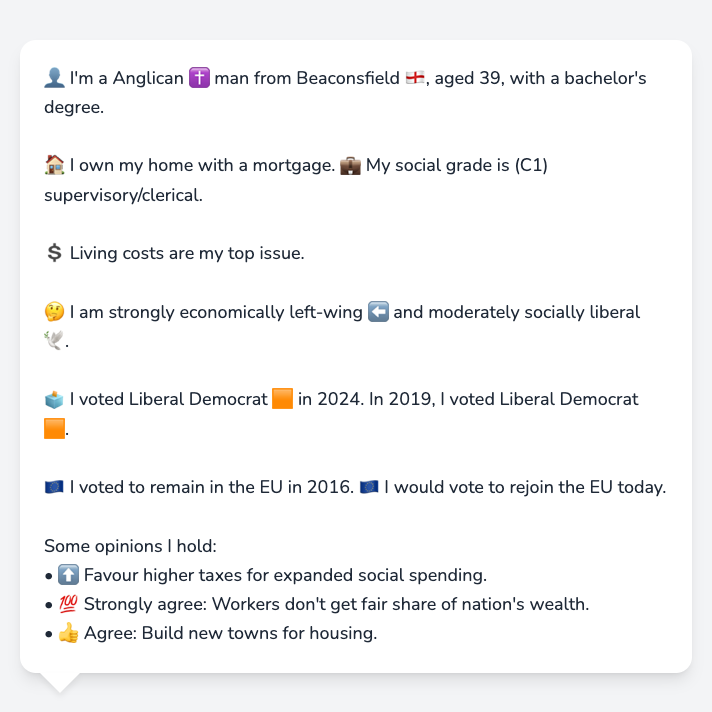 👤 I'm a Anglican ✝️ man from Beaconsfield 🏴󠁧󠁢󠁥󠁮󠁧󠁿, aged 39, with a bachelor's
degree.
🏠 I own my home with a mortgage. 💼 My social grade is (C1)
supervisory/clerical.
💲 Living costs are my top issue.
🤔 I am strongly economically left-wing ⬅️ and moderately socially liberal
🕊️.
🗳️ I voted Liberal Democrat 🟧 in 2024. In 2019, I voted Liberal Democrat
🟧.
🇪🇺 I voted to remain in the EU in 2016. 🇪🇺 I would vote to rejoin the EU today.
Some opinions I hold:
• ⬆️ Favour higher taxes for expanded social spending.
• 💯 Strongly agree: Workers don't get fair share of nation's wealth.
• 👍 Agree: Build new towns for housing.